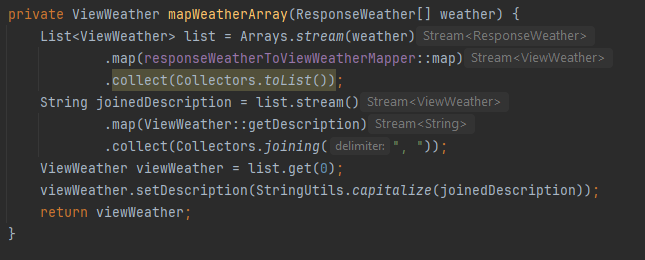 private ViewWeather mapWeatherArray(ResponseWeather[] weather) {
List<ViewWeather> list = Arrays.stream(weather) Stream<ResponseWeather>
.map(responseWeatherToViewWeatherMapper::map) Stream<ViewWeather>
.collect(Collectors.toList());
String joinedDescription = list.stream() Stream<ViewWeather>
.map(ViewWeather::getDescription) Stream<String>
.collect(Collectors.joining( delimiter: ", "));
ViewWeather viewWeather = list.get(0);
viewWeather.setDescription(StringUtils.capitalize(joinedDescription));
return viewWeather;
}